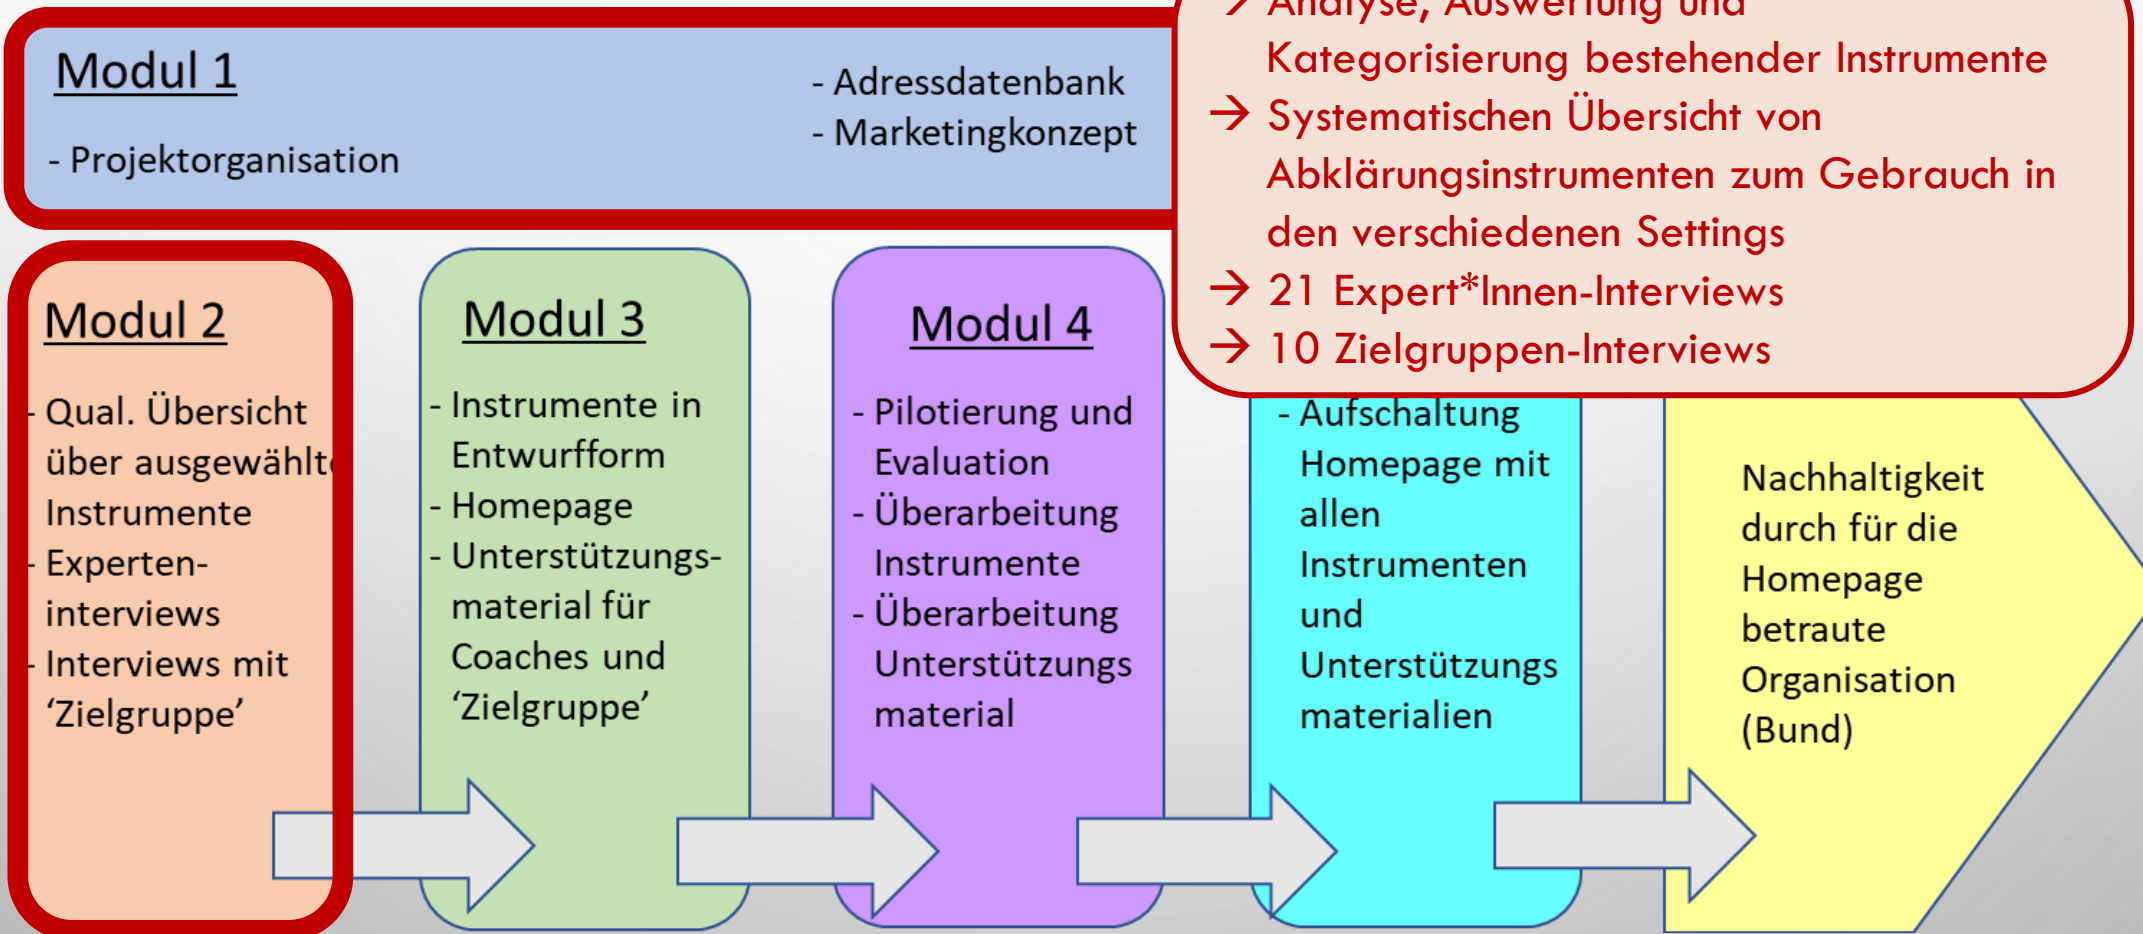 Modul 1
- Projektorganisation
- Adressdatenbank
- Marketingkonzept
→ Analyse, Auswertung und
Kategorisierung bestehender Instrumente
→ Systematischen Übersicht von
Abklärungsinstrumenten zum Gebrauch in
den verschiedenen Settings
→ 21 Expert*Innen-Interviews
→ 10 Zielgruppen-Interviews
Modul 2
- Qual. Übersicht
über ausgewählte
Instrumente
- Experten-
interviews
- Interviews mit
‘Zielgruppe’
Modul 3
- Instrumente in
Entwurfform
- Homepage
- Unterstützungs-
material für
Coaches und
‘Zielgruppe’
Modul 4
- Pilotierung und
Evaluation
- Überarbeitung
Instrumente
- Überarbeitung
Unterstützungs
material
- Aufschaltung
Homepage mit
allen
Instrumenten
und
Unterstützungs
materialien
Nachhaltigkeit
durch für die
Homepage
betraute
Organisation
(Bund)